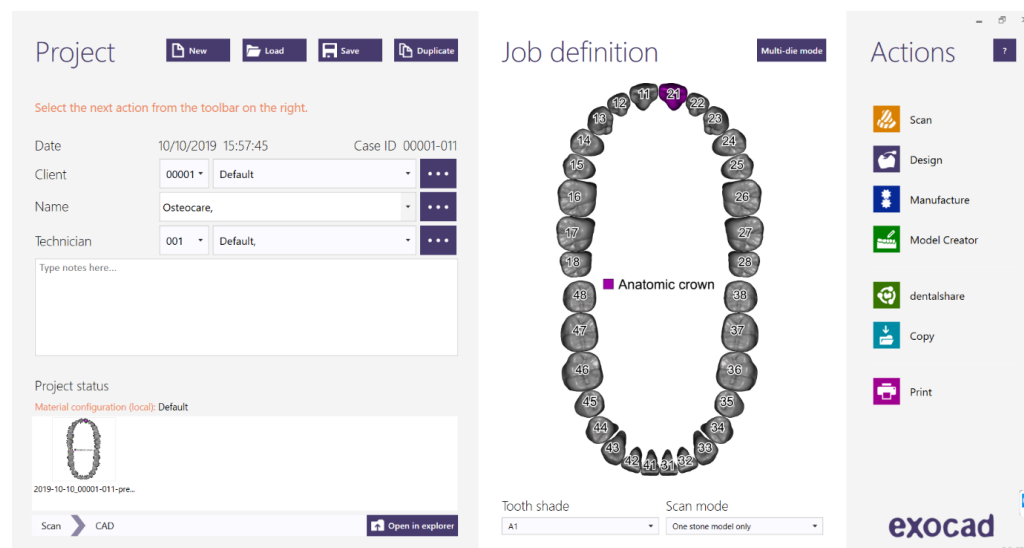 Project
New
Load
Save
Duplicate
Select the next action from the toolbar on the right.
Date 10/10/2019 15:57:45 Case ID 00001-011
Client 00001 Default
Name Osteocare,
Technician 001 Default,
Type notes here...
Project status
Material configuration (local): Default
2019-10-10_00001-011-pre...
Scan CAD
Open in explorer
Job definition
Multi-die mode
11 21
12 22
13 23
14 24
15 25
16 26
17 27
18 28
Anatomic crown
48 38
47 37
46 36
45 35
44 34
43 33
42 41 31 32
Tooth shade Scan mode
A1 One stone model only
Actions ?
Scan
Design
Manufacture
Model Creator
dentalshare
Copy
Print
exocad